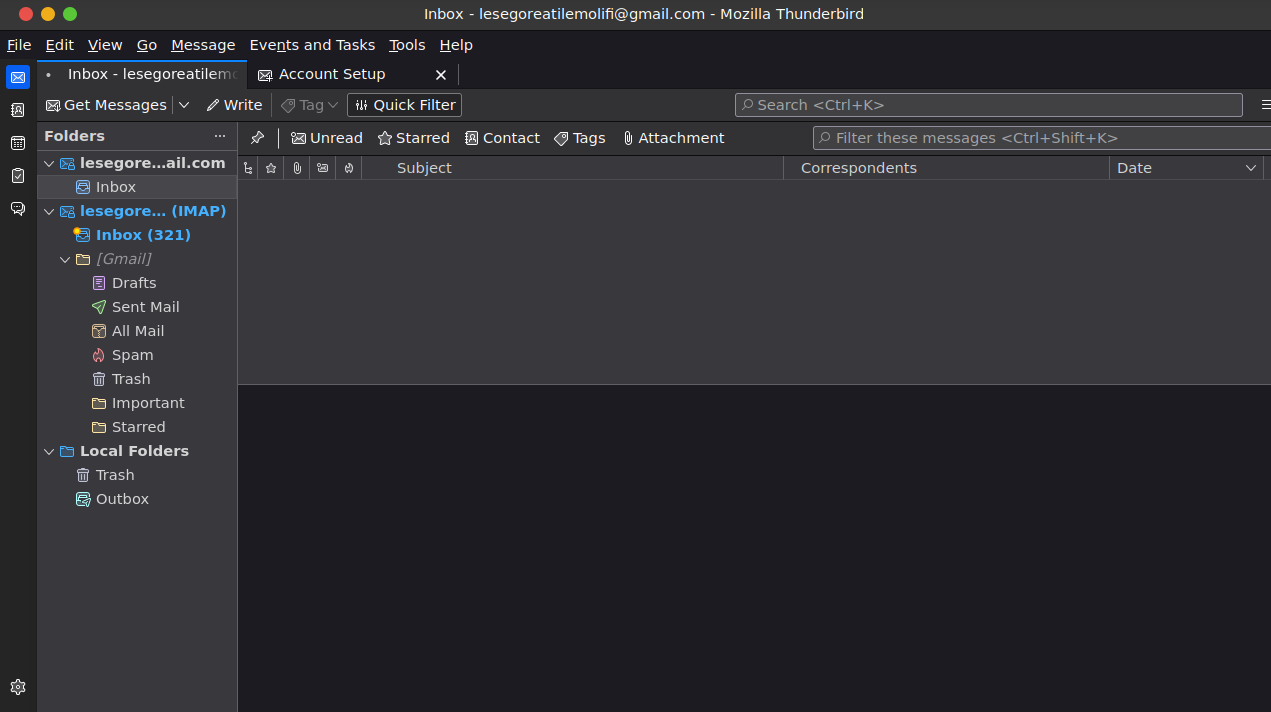 Inbox - lesegoreatilemolifi@gmail.com - Mozilla Thunderbird
File Edit View Go Message Events and Tasks Tools Help
Inbox - lesegoreatilemo Account Setup
Get Messages Write Tag Quick Filter Search <Ctrl+K>
Folders ... Unread Starred Contact Tags Attachment Filter these messages <Ctrl+Shift+K>
lesegore...ail.com Subject Correspondents Date
Inbox
lesegore... (IMAP)
Inbox (321)
[Gmail]
Drafts
Sent Mail
All Mail
Spam
Trash
Important
Starred
Local Folders
Trash
Outbox